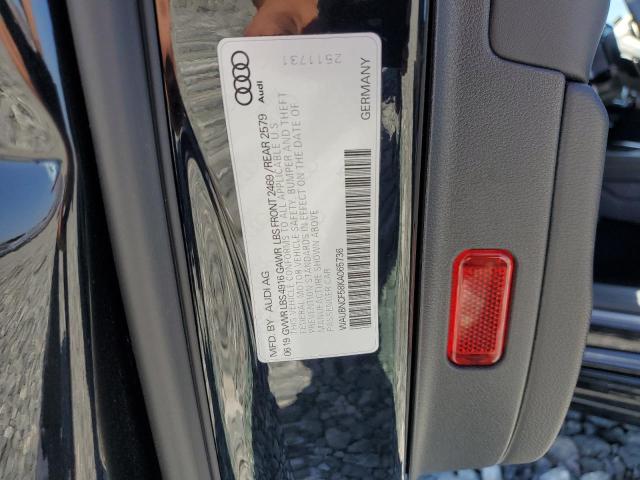 Audi
2511731
MFD. BY AUDI AG
06.19 GVWR LBS 4916 GAWR LBS FRONT 2469 / REAR 2579
THIS VEHICLE CONFORMS TO ALL APPLICABLE U.S.
FEDERAL MOTOR VEHICLE SAFETY, BUMPER AND THEFT
PREVENTION STANDARDS IN EFFECT ON THE DATE OF
MANUFACTURE SHOWN ABOVE.
PASSENGER CAR
WAUBNCF58KA065736
GERMANY